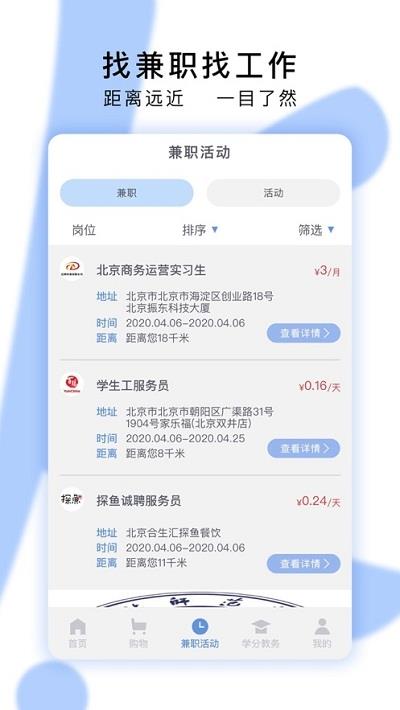 找兼职找工作
距离远近 一目了然
兼职活动
兼职 活动
岗位 排序 ▼ 筛选 ▼
北京商务运营实习生 ¥3/月
地址 北京市北京市海淀区创业路18号
北京振东科技大厦
时间 2020.04.06-2020.04.06
距离 距离您18千米
查看详情 >
学生工服务员 ¥0.16/天
地址 北京市北京市朝阳区广渠路31号
1904号家乐福(北京双井店)
时间 2020.04.06-2020.04.25
距离 距离您8千米
查看详情 >
探鱼
探鱼诚聘服务员 ¥0.24/天
地址 北京合生汇探鱼餐饮
时间 2020.04.06-2020.04.06
距离 距离您11千米
查看详情 >
首页 购物 兼职活动 学分教务 我的